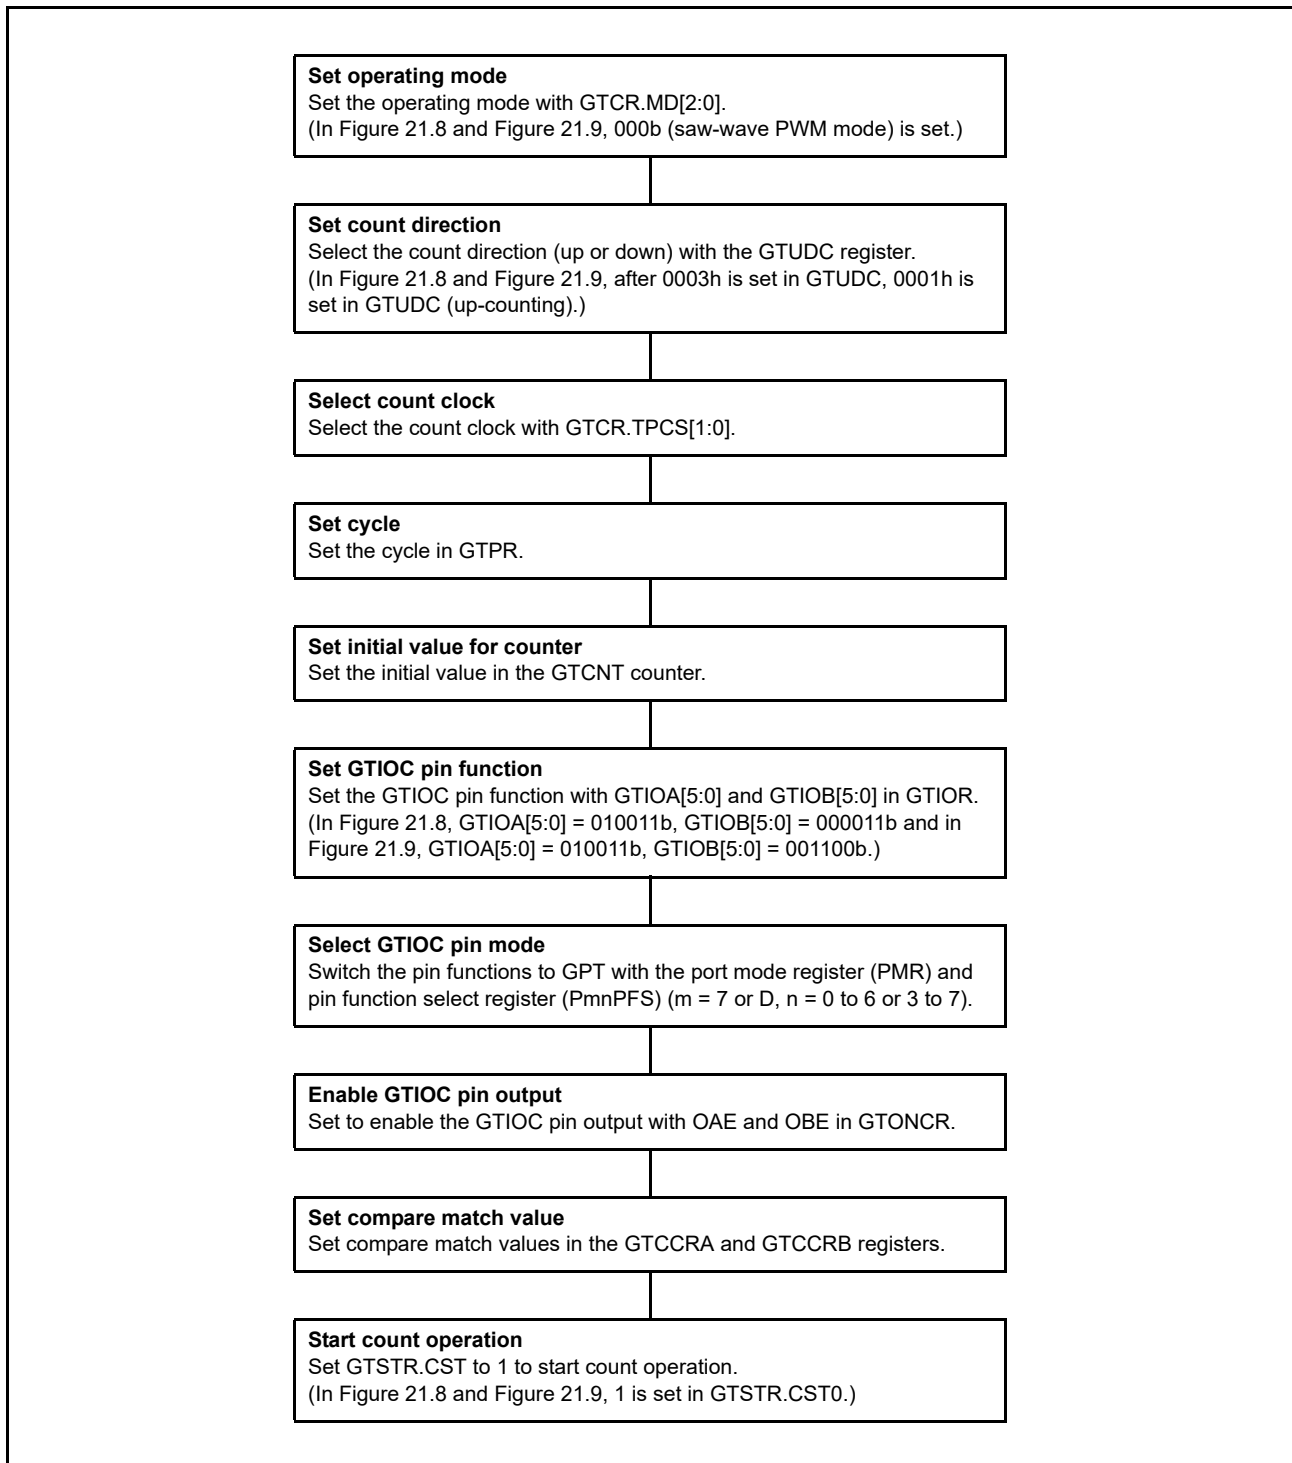 Set operating mode
Set the operating mode with GTCR.MD[2:0].
(In Figure 21.8 and Figure 21.9, 000b (saw-wave PWM mode) is set.)
Set count direction
Select the count direction (up or down) with the GTUDC register.
(In Figure 21.8 and Figure 21.9, after 0003h is set in GTUDC, 0001h is
set in GTUDC (up-counting).)
Select count clock
Select the count clock with GTCR.TPCS[1:0].
Set cycle
Set the cycle in GTPR.
Set initial value for counter
Set the initial value in the GTCNT counter.
Set GTIOC pin function
Set the GTIOC pin function with GTIOA[5:0] and GTIOB[5:0] in GTIOR.
(In Figure 21.8, GTIOA[5:0] = 010011b, GTIOB[5:0] = 000011b and in
Figure 21.9, GTIOA[5:0] = 010011b, GTIOB[5:0] = 001100b.)
Select GTIOC pin mode
Switch the pin functions to GPT with the port mode register (PMR) and
pin function select register (PmnPFS) (m = 7 or D, n = 0 to 6 or 3 to 7).
Enable GTIOC pin output
Set to enable the GTIOC pin output with OAE and OBE in GTONCR.
Set compare match value
Set compare match values in the GTCCRA and GTCCRB registers.
Start count operation
Set GTSTR.CST to 1 to start count operation.
(In Figure 21.8 and Figure 21.9, 1 is set in GTSTR.CST0.)